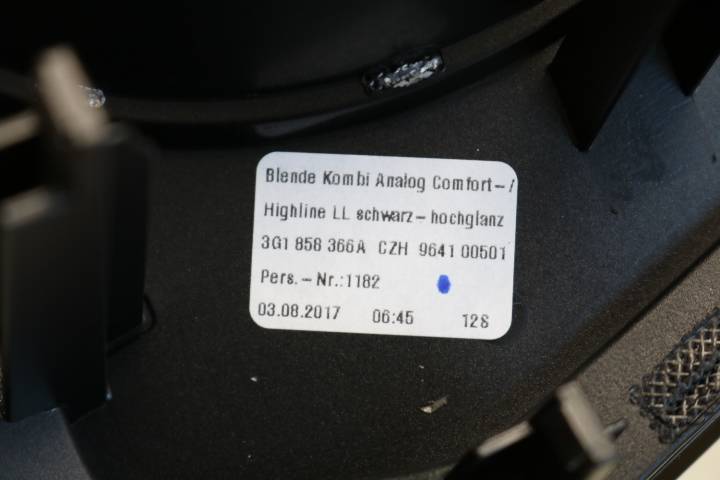 Blende Kombi Analog Comfort-/
Highline LL schwarz-hochglanz
3G1 858 366A CZH 9641 00501
Pers.-Nr.:1182
03.08.2017 06:45 128